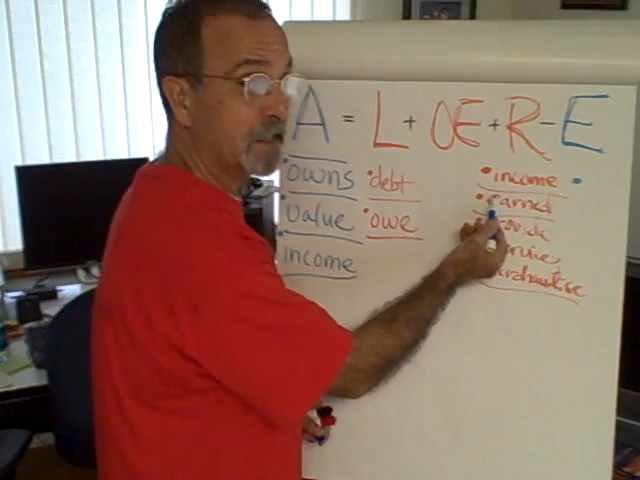 A = L + OE + R - E
owns
value
income
debt
owe
income
earned